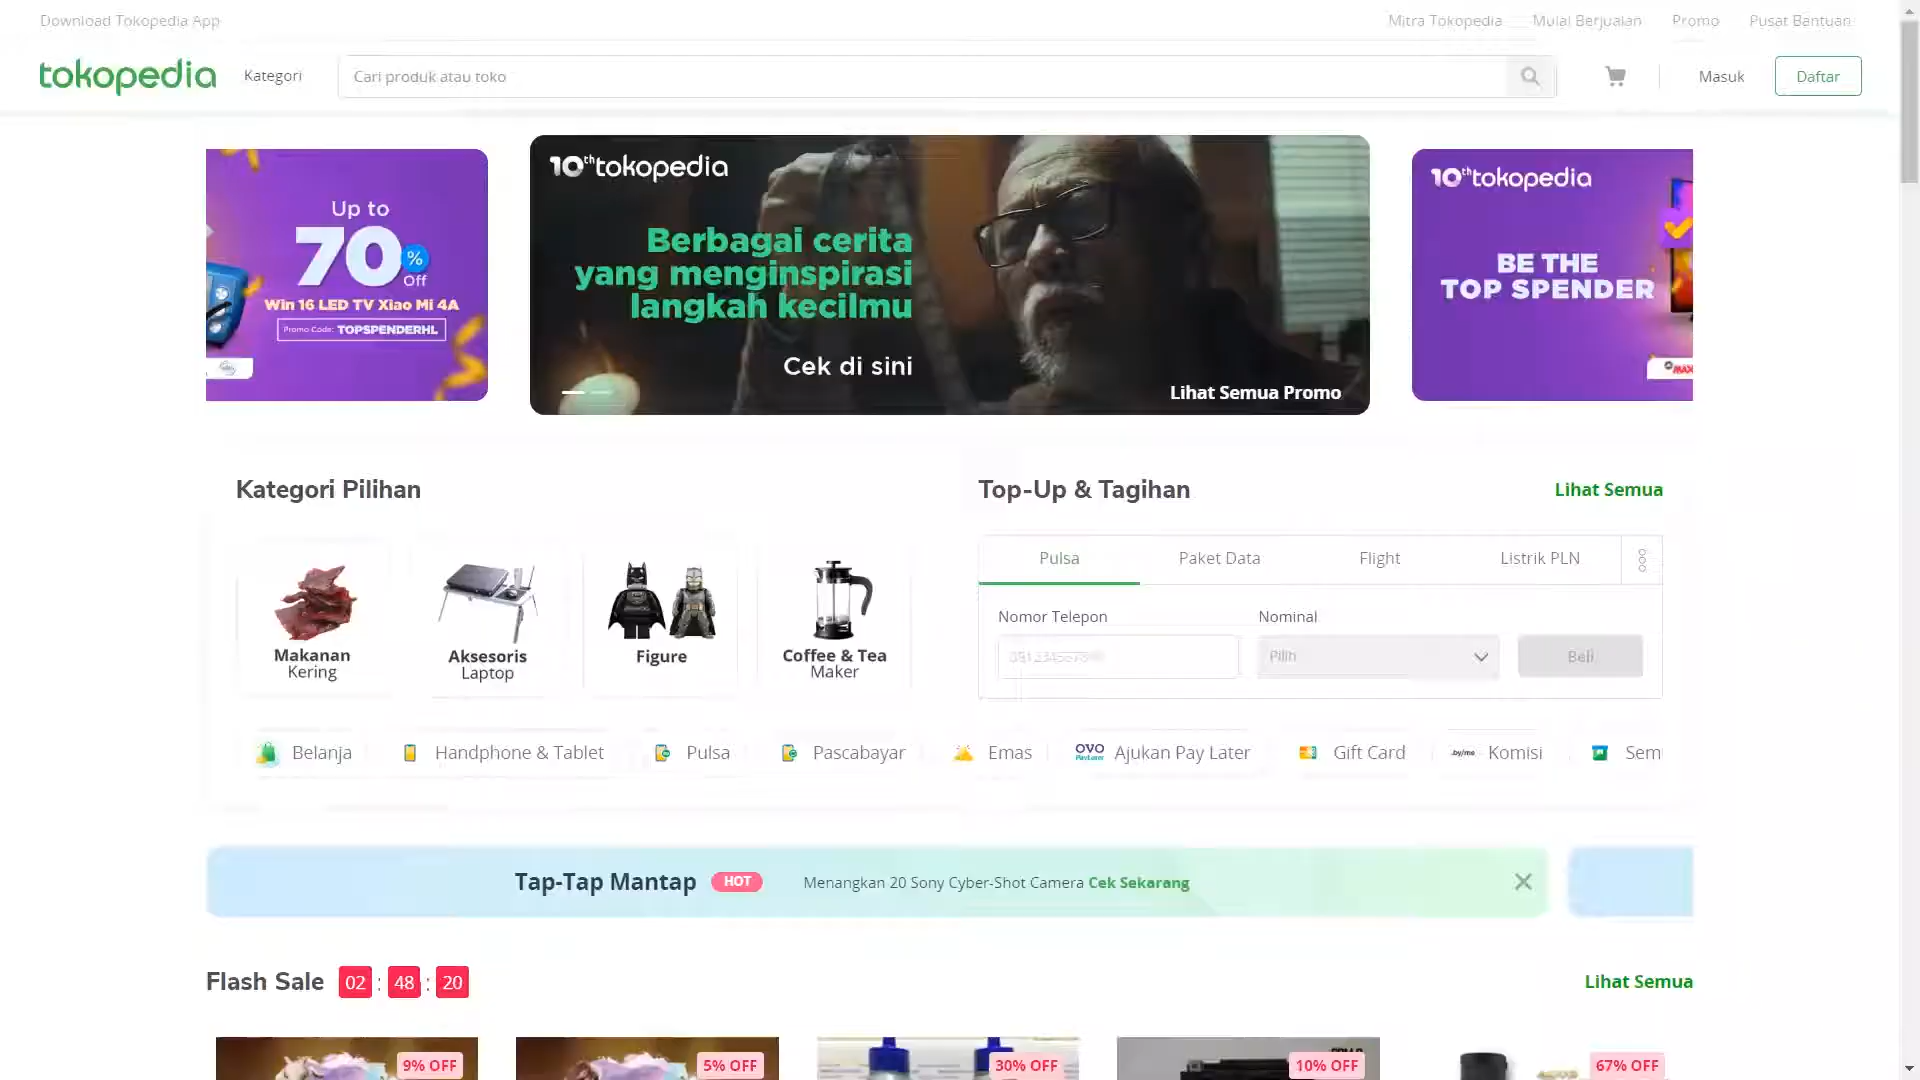 Download Tokopedia App
Mitra Tokopedia Mulai Berjualan Promo Pusat Bantuan
tokopedia Kategori Cari produk atau toko Masuk Daftar
Up to
70%
Off
Win 16 LED TV Xiao Mi 4A
Promo Code: TOPSPENDERHL
10th tokopedia
Berbagai cerita
yang menginspirasi
langkah kecilmu
Cek di sini
Lihat Semua Promo
10th tokopedia
BE THE
TOP SPENDER
Kategori Pilihan
Makanan
Kering
Aksesoris
Laptop
Figure
Coffee & Tea
Maker
Top-Up & Tagihan Lihat Semua
Pulsa Paket Data Flight Listrik PLN
Nomor Telepon Nominal
Pilih Beli
Belanja Handphone & Tablet Pulsa Pascabayar Emas OVO PayLater Ajukan Pay Later Gift Card by/me Komisi Sem
Tap-Tap Mantap HOT Menangkan 20 Sony Cyber-Shot Camera Cek Sekarang
Flash Sale 02 : 48 : 20 Lihat Semua
9% OFF 5% OFF 30% OFF 10% OFF 67% OFF